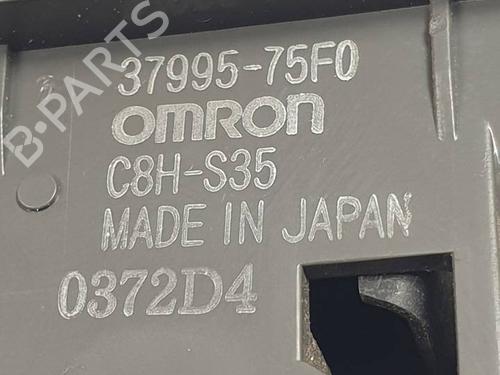 B-PARTS
37995-75F0
OMRON
C8H-S35
MADE IN JAPAN
0372D4